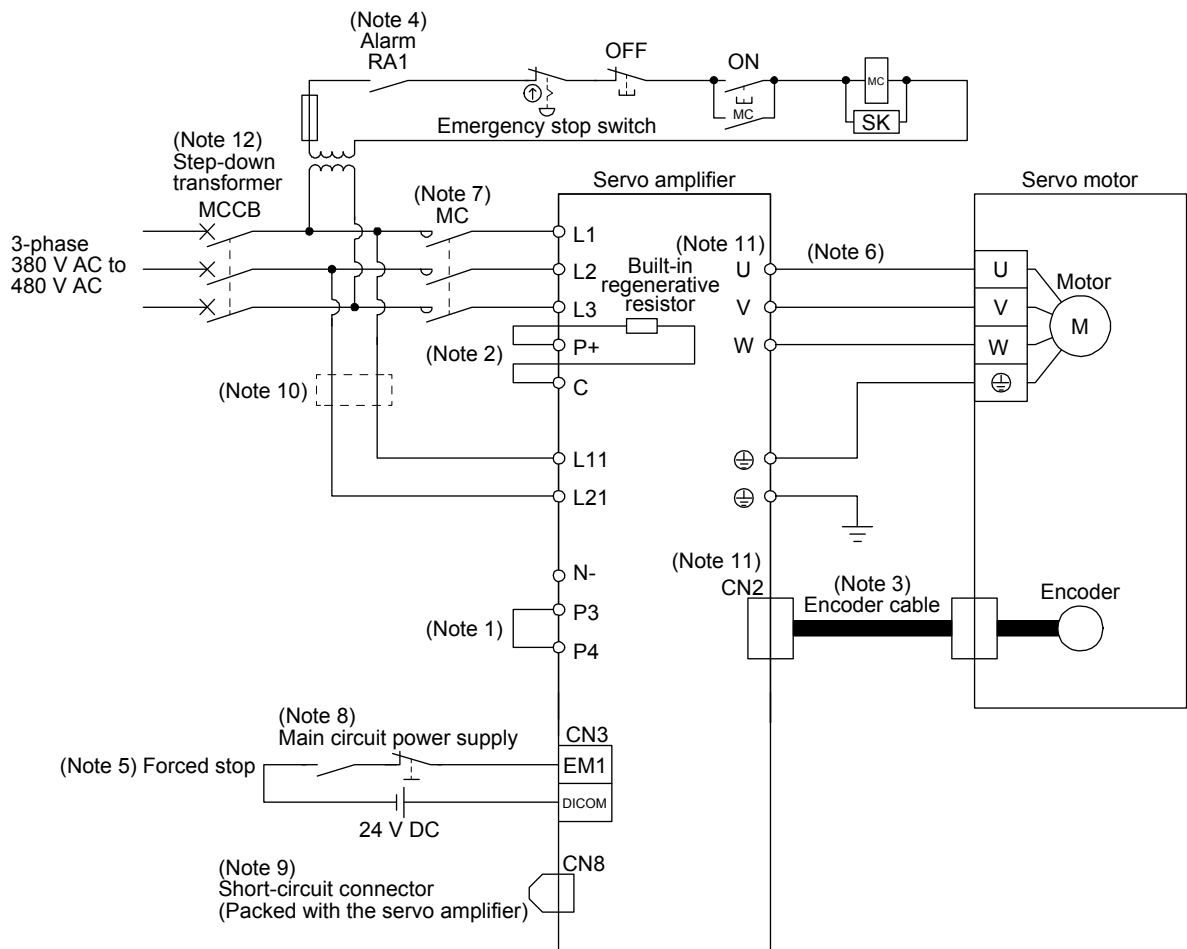 (Note 4)
Alarm
RA1
OFF
ON
MC
MC
SK
Emergency stop switch
(Note 12)
Step-down
transformer
MCCB
(Note 7)
MC
Servo amplifier
Servo motor
3-phase
380 V AC to
480 V AC
L1
L2
L3
(Note 11)
U
V
W
Built-in
regenerative
resistor
(Note 6)
U
V
W
Motor
M
(Note 2)
P+
C
(Note 10)
L11
L21
N-
(Note 1)
P3
P4
(Note 11)
CN2
(Note 3)
Encoder cable
Encoder
(Note 8)
Main circuit power supply
CN3
(Note 5) Forced stop
EM1
DICOM
24 V DC
(Note 9)
Short-circuit connector
(Packed with the servo amplifier)
CN8